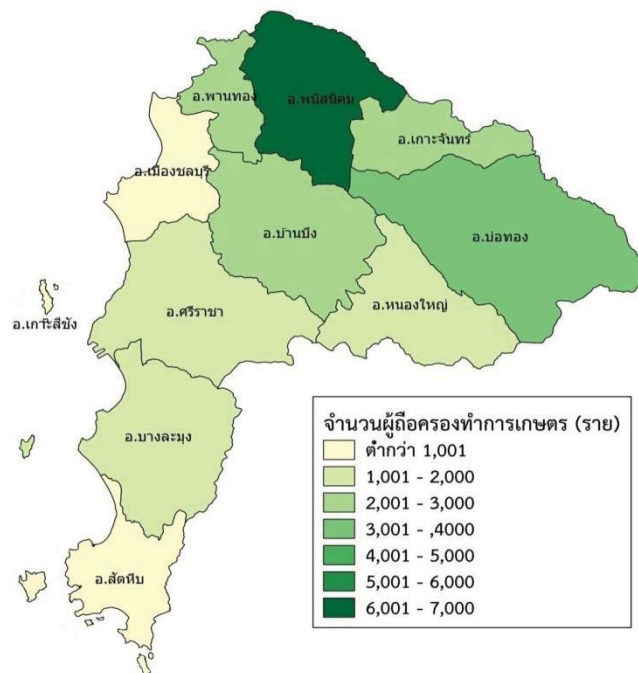 อ.พานทอง
อ.พนัสนิคม
อ.เกาะจันทร์
อ.เมืองชลบุรี
อ.บ้านบึง
อ.บ่อทอง
อ.หนองใหญ่
อ.ศรีราชา
อ.เกาะสีชัง
อ.บางละมุง
อ.สัตหีบ
จำนวนผู้ถือครองทำการเกษตร (ราย)
ต่ำกว่า 1,001
1,001 - 2,000
2,001 - 3,000
3,001 - ,4000
4,001 - 5,000
5,001 - 6,000
6,001 - 7,000